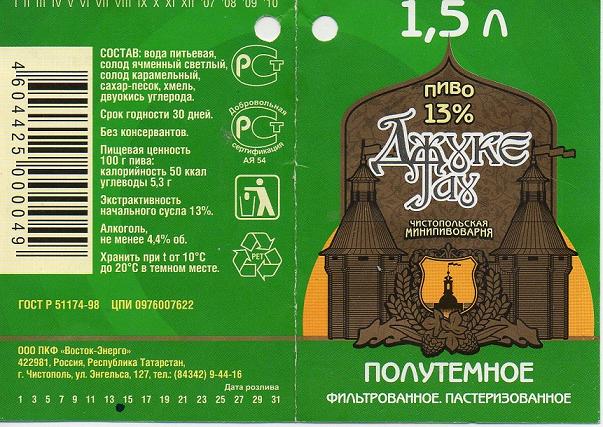 I II III IV V VI VII VIII IX X XI XII '07 '08 '09 '10
4 604425 000049
СОСТАВ: вода питьевая,
солод ячменный светлый,
солод карамельный,
сахар-песок, хмель,
двуокись углерода.
Срок годности 30 дней.
Без консервантов.
Пищевая ценность
100 г пива:
калорийность 50 ккал
углеводы 5,3 г
Экстрактивность
начального сусла 13%.
Алкоголь,
не менее 4,4% об.
Хранить при t от 10°С
до 20°С в темном месте.
РСТ
Добровольная
РСТ
сертификация
АЯ 54
PET
ГОСТ Р 51174-98 ЦПИ 0976007622
ООО ПКФ «Восток-Энерго»
422981, Россия, Республика Татарстан,
г. Чистополь, ул. Энгельса, 127, тел.: (84342) 9-44-16
Дата розлива
1 3 5 7 9 11 13 15 17 19 21 23 25 27 29 31
1,5 л
ПИВО
13%
Джуке
Тау
ЧИСТОПОЛЬСКАЯ
МИНИПИВОВАРНЯ
ПОЛУТЕМНОЕ
ФИЛЬТРОВАННОЕ. ПАСТЕРИЗОВАННОЕ